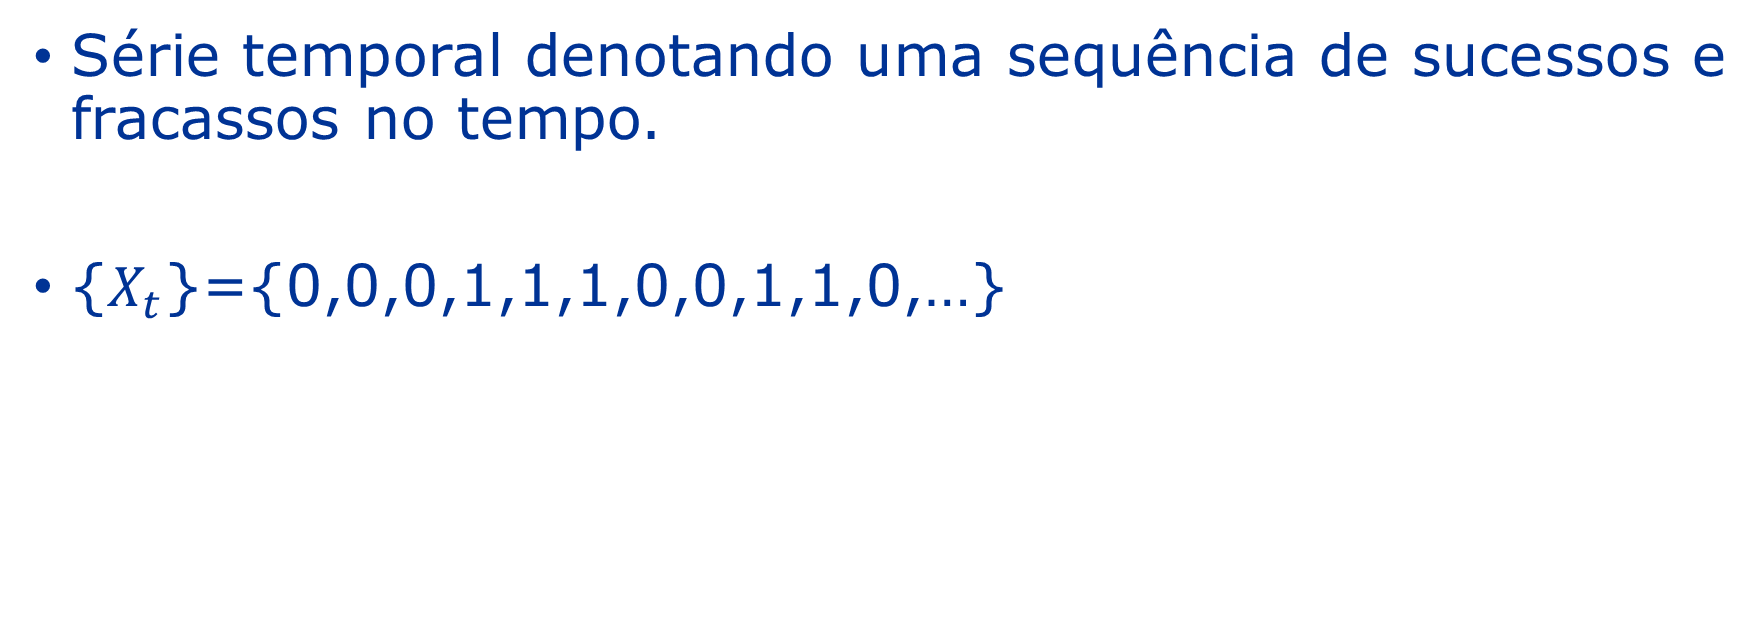 • Série temporal denotando uma sequência de sucessos e
fracassos no tempo.
• {𝑋ₜ}={0,0,0,1,1,1,0,0,1,1,0,…}